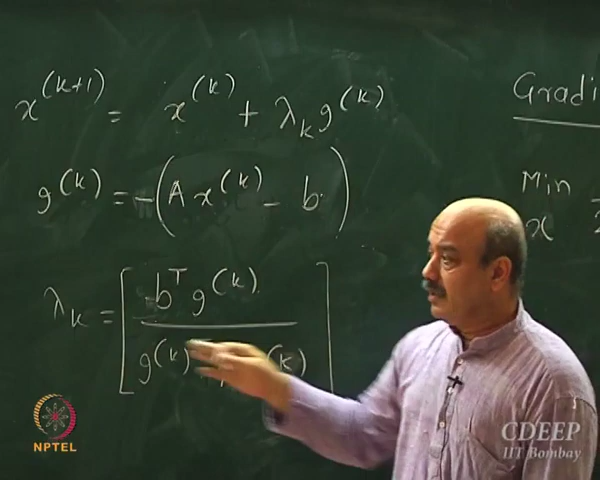 x^(k+1) = x^(k) + λ_k g^(k)
g^(k) = -(A x^(k) - b)
λ_k = [ b^T g^(k)
g^(k) (k) ]
Gradi
Min
x
NPTEL
CDEEP
IIT Bombay